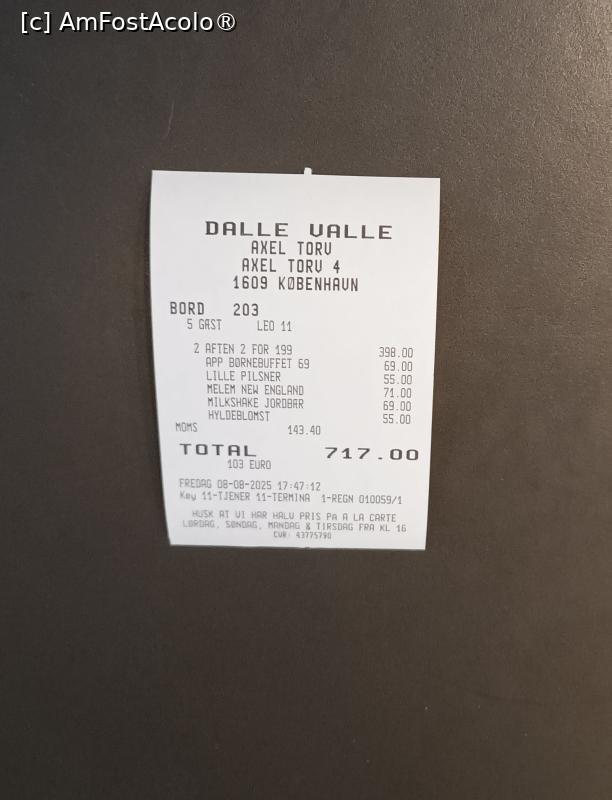 [c] AmFostAcolo®
DALLE VALLE
AXEL TORV
AXEL TORV 4
1609 KØBENHAVN
BORD 203
5 GÆST LEO 11
2 AFTEN 2 FOR 199 398.00
APP BØRNEBUFFET 69 69.00
LILLE PILSNER 55.00
MELEM NEW ENGLAND 71.00
MILKSHAKE JORDBÆR 69.00
HYLDEBLOMST 55.00
MOMS 143.40
TOTAL 717.00
103 EURO
FREDAG 08-08-2025 17:47:12
Key 11-TJENER 11-TERMINA 1-REGN 010059/1
HUSK AT VI HAR HALV PRIS PA A LA CARTE
LØRDAG, SØNDAG, MANDAG & TIRSDAG FRA KL 16
CVR: 43775790